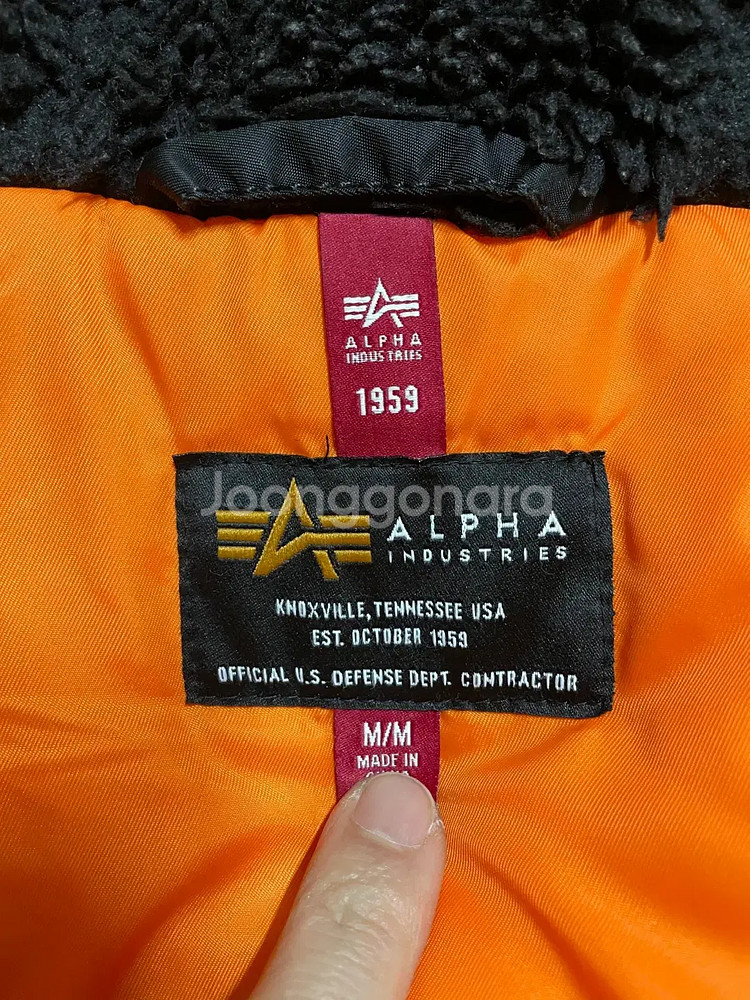 ALPHA
INDUSTRIES
1959
Joonggonara
ALPHA
INDUSTRIES
KNOXVILLE, TENNESSEE USA
EST. OCTOBER 1959
OFFICIAL U.S. DEFENSE DEPT. CONTRACTOR
M/M
MADE IN